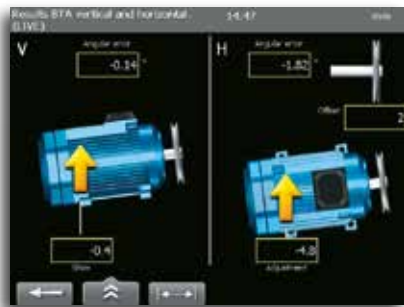 Results BTA vertical and horizontal 14.47
(LIVE)
V
Angular error
-0.14 °
H
Angular error
-1.82 °
Offset
2
Shim
-0.4
Adjustment
-4.8